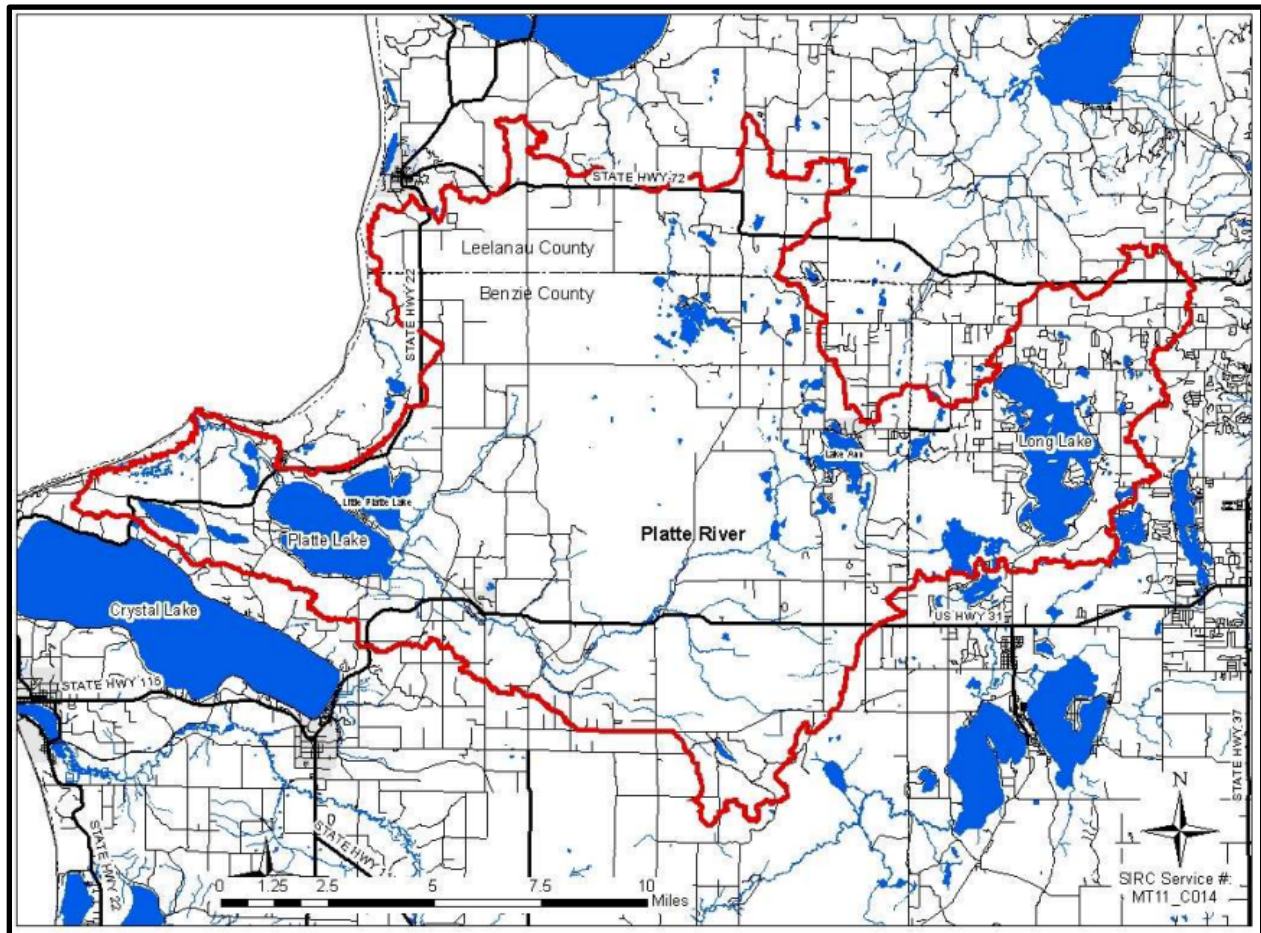 STATE HWY 72
Leelanau County
Benzie County
STATE HWY 22
Long Lake
Lake Ann
Little Platte Lake
Platte Lake
Platte River
Crystal Lake
US HWY 31
STATE HWY 115
STATE HWY 37
STATE HWY
STATE HWY 22
N
0 1.25 2.5 5 7.5 10
Miles
SIRC Service #:
MT11_C014